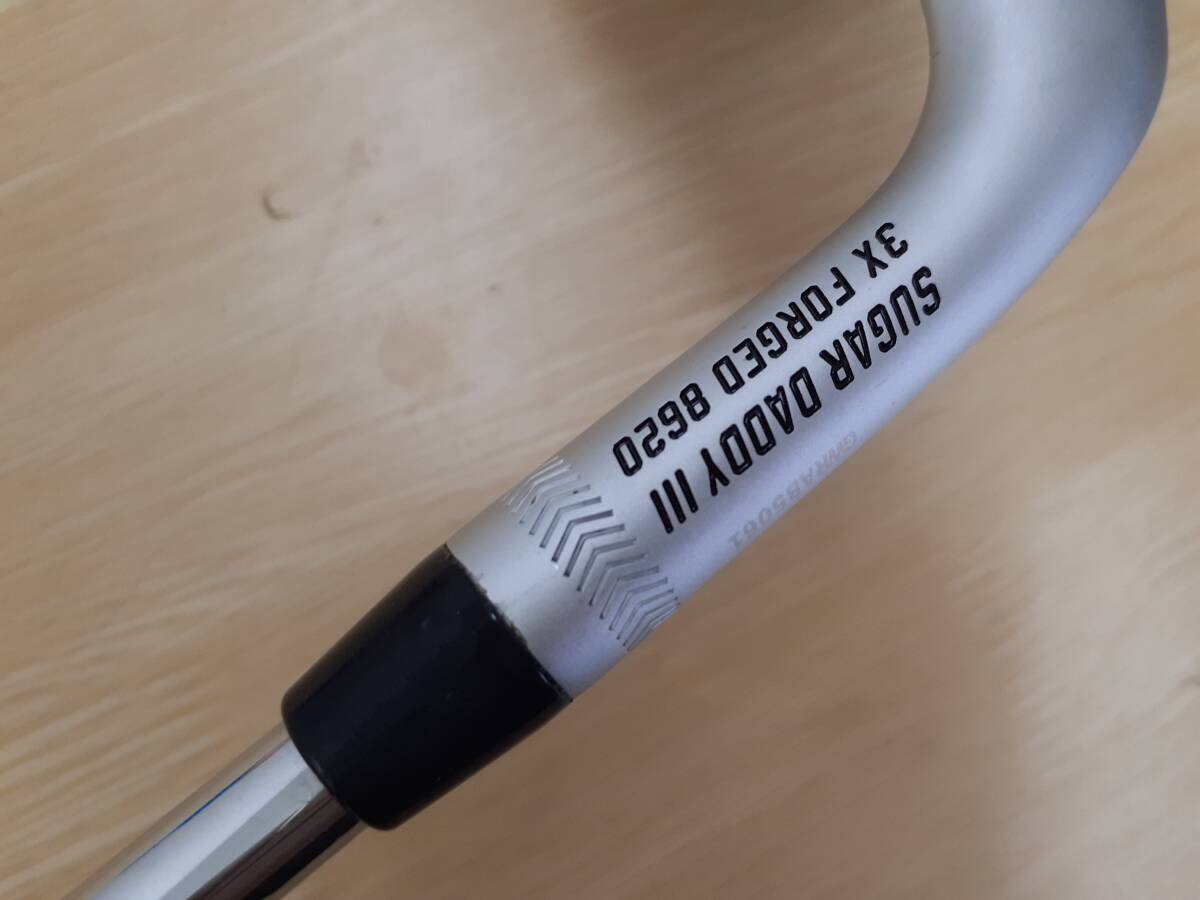 SUGAR DADDY III
3X FORGED 8620